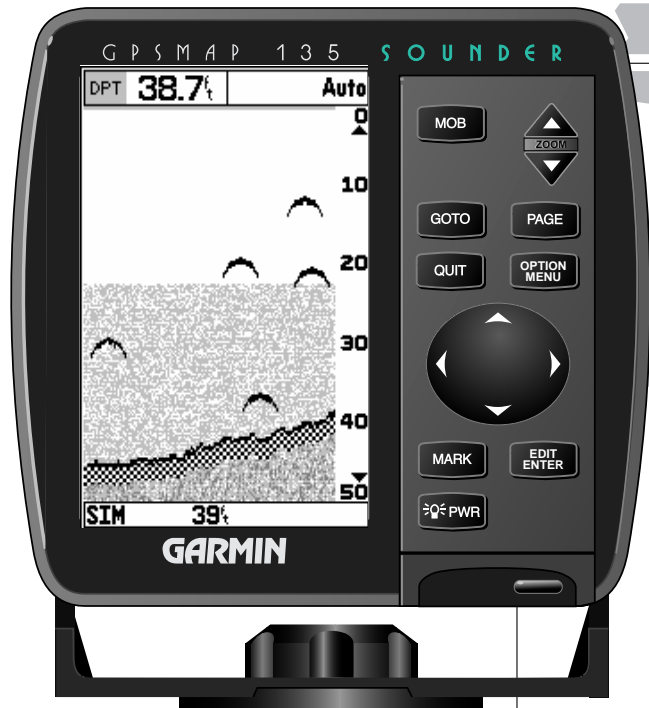 GPSMAP 135 SOUNDER
DPT 38.7ft Auto
0
10
20
30
40
50
SIM 39ft
GARMIN
MOB
ZOOM
GOTO
PAGE
QUIT
OPTION
MENU
MARK
EDIT
ENTER
PWR